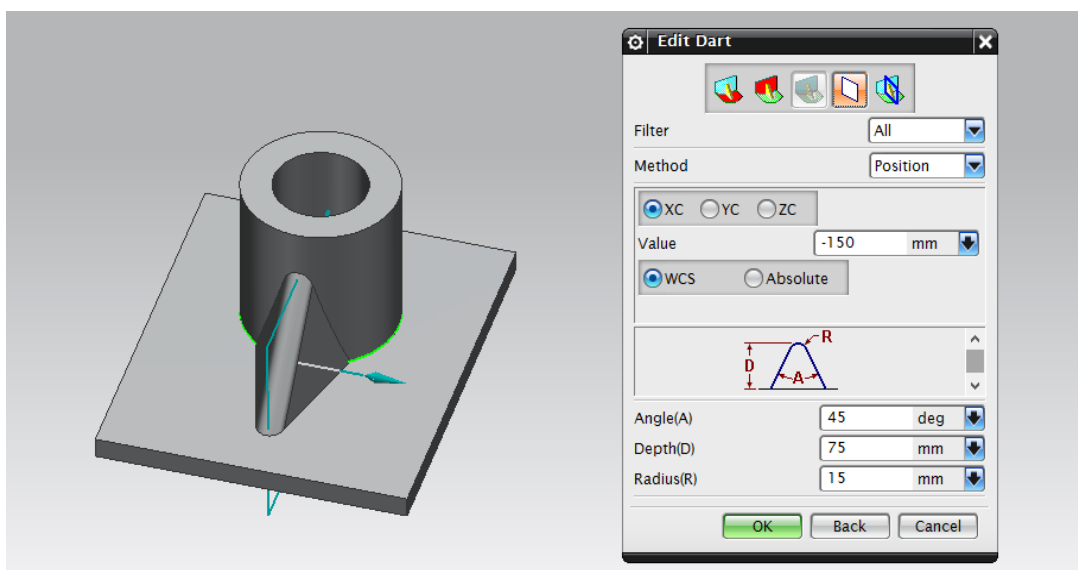 Edit Dart
Filter All
Method Position
XC YC ZC
Value -150 mm
WCS Absolute
R
D
A
Angle(A) 45 deg
Depth(D) 75 mm
Radius(R) 15 mm
OK Back Cancel